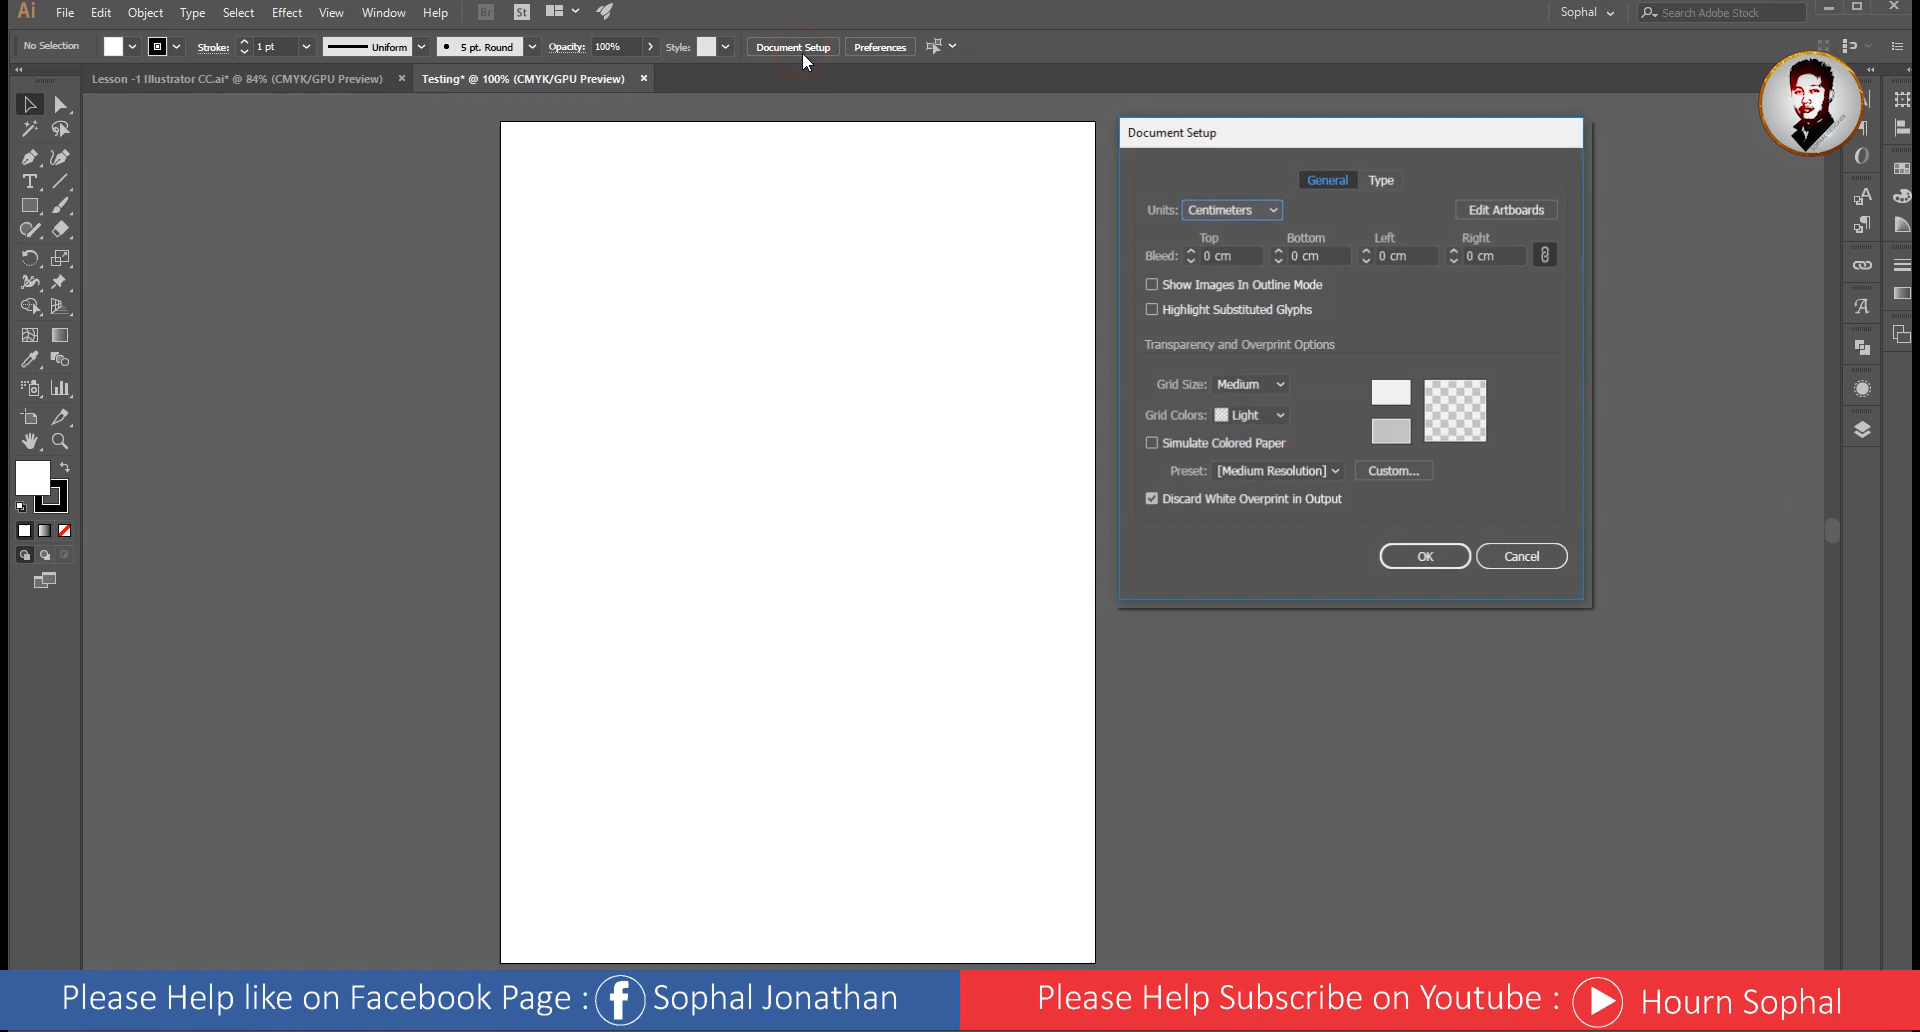 Ai File Edit Object Type Select Effect View Window Help Br St Sophal Search Adobe Stock
No Selection Stroke: 1 pt Uniform 5 pt. Round Opacity: 100% Style: Document Setup Preferences
Lesson -1 Illustrator CC.ai* @ 84% (CMYK/GPU Preview) × Testing* @ 100% (CMYK/GPU Preview) ×
Document Setup
General Type
Units: Centimeters Edit Artboards
Top Bottom Left Right
Bleed: 0 cm 0 cm 0 cm 0 cm
Show Images In Outline Mode
Highlight Substituted Glyphs
Transparency and Overprint Options
Grid Size: Medium
Grid Colors: Light
Simulate Colored Paper
Preset: [Medium Resolution] Custom...
Discard White Overprint in Output
OK Cancel
Please Help like on Facebook Page : f Sophal Jonathan
Please Help Subscribe on Youtube : Hourn Sophal